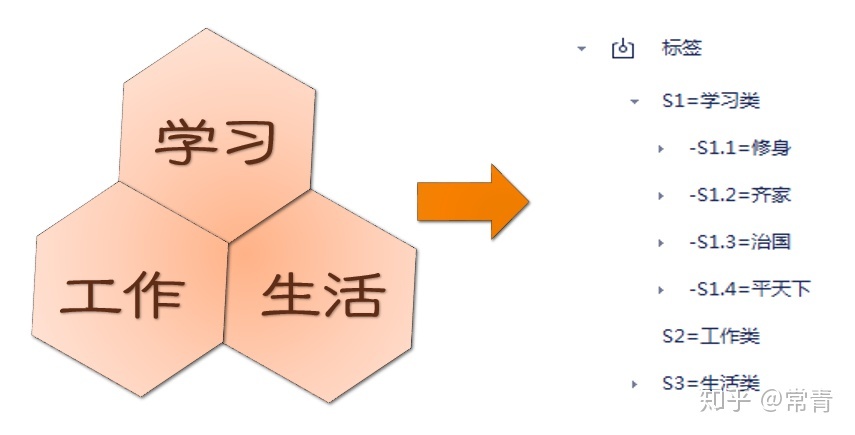 学习
工作
生活
标签
S1=学习类
-S1.1=修身
-S1.2=齐家
-S1.3=治国
-S1.4=平天下
S2=工作类
S3=生活类
知乎 @常青